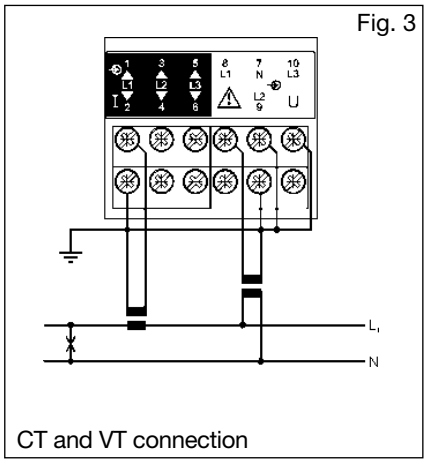 Fig. 3
1 3 5 8 7 10
L1 N L3
L1 L2 L3
L2
I 2 4 6 9 U
L1
N
CT and VT connection